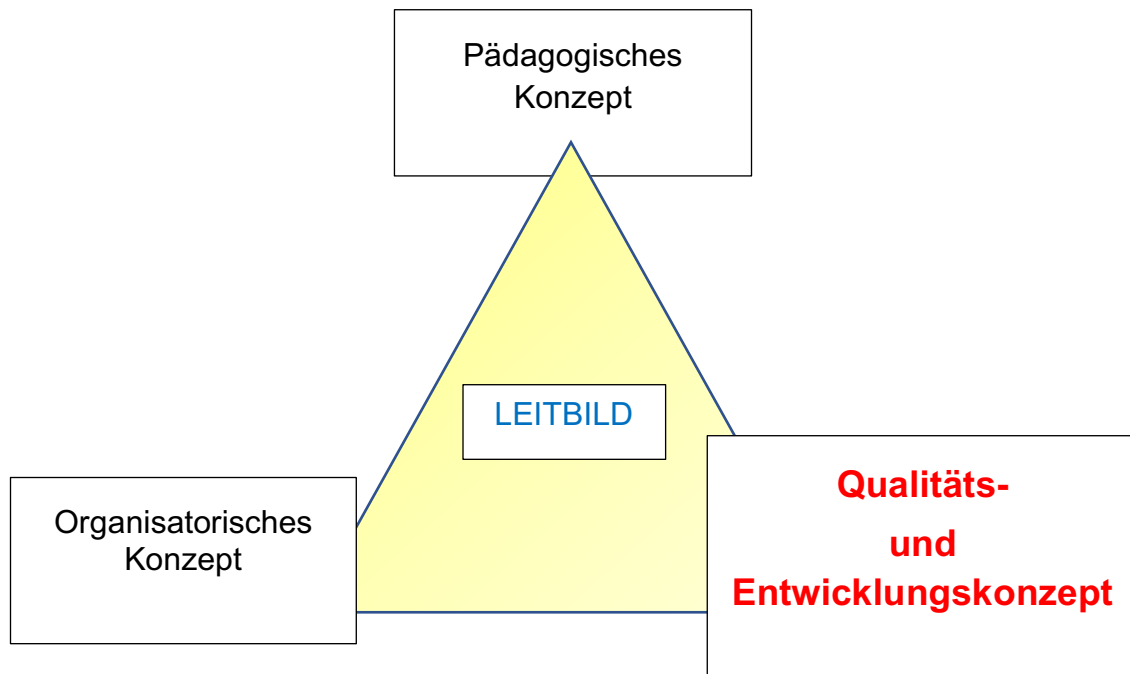 Pädagogisches
Konzept
LEITBILD
Organisatorisches
Konzept
Qualitäts-
und
Entwicklungskonzept